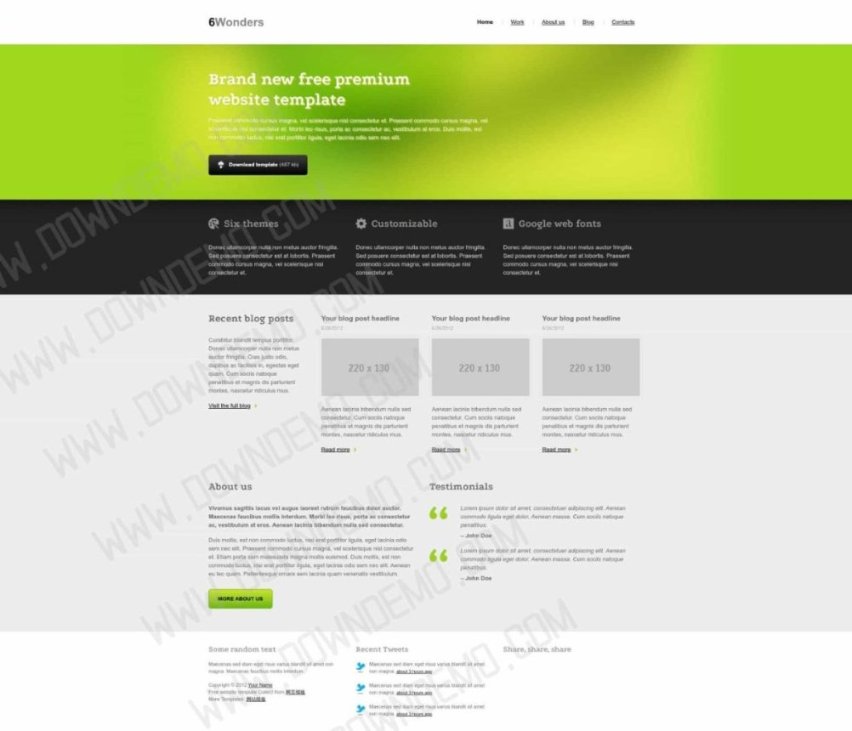 6Wonders
Home
Work
About us
Blog
Contacts
Brand new free premium
website template
Praesent commodo cursus magna, vel scelerisque nisl consectetur et. Praesent commodo cursus magna, vel
scelerisque nisl consectetur et. Morbi leo risus, porta ac consectetur ac, vestibulum at eros. Duis mollis, est
non commodo luctus, nisi erat porttitor ligula, eget lacinia odio sem nec elit.
Download template (487 kb)
Six themes
Donec ullamcorper nulla non metus auctor fringilla.
Sed posuere consectetur est at lobortis. Praesent
commodo cursus magna, vel scelerisque nisl
consectetur et.
Customizable
Donec ullamcorper nulla non metus auctor fringilla.
Sed posuere consectetur est at lobortis. Praesent
commodo cursus magna, vel scelerisque nisl
consectetur et.
Google web fonts
Donec ullamcorper nulla non metus auctor fringilla.
Sed posuere consectetur est at lobortis. Praesent
commodo cursus magna, vel scelerisque nisl
consectetur et.
Recent blog posts
Curabitur blandit tempus porttitor.
Donec ullamcorper nulla non metus
auctor fringilla. Cras justo odio,
dapibus ac facilisis in, egestas eget
quam. Cum sociis natoque
penatibus et magnis dis parturient
montes, nascetur ridiculus mus.
Visit the full blog
Your blog post headline
220 x 130
Aenean lacinia bibendum nulla sed
consectetur. Cum sociis natoque
penatibus et magnis dis parturient
montes, nascetur ridiculus mus.
Read more
Your blog post headline
220 x 130
Aenean lacinia bibendum nulla sed
consectetur. Cum sociis natoque
penatibus et magnis dis parturient
montes, nascetur ridiculus mus.
Read more
Your blog post headline
220 x 130
Aenean lacinia bibendum nulla sed
consectetur. Cum sociis natoque
penatibus et magnis dis parturient
montes, nascetur ridiculus mus.
Read more
About us
Vivamus sagittis lacus vel augue laoreet rutrum faucibus dolor auctor.
Maecenas faucibus mollis interdum. Morbi leo risus, porta ac consectetur
ac, vestibulum at eros. Aenean lacinia bibendum nulla sed consectetur.
Duis mollis, est non commodo luctus, nisi erat porttitor ligula, eget lacinia odio
sem nec elit. Praesent commodo cursus magna, vel scelerisque nisl consectetur
et. Etiam porta sem malesuada magna mollis euismod. Duis mollis, est non
commodo luctus, nisi erat porttitor ligula, eget lacinia odio sem nec elit. Aenean
eu leo quam. Pellentesque ornare sem lacinia quam venenatis vestibulum.
MORE ABOUT US
Testimonials
Lorem ipsum dolor sit amet, consectetuer adipiscing elit. Aenean
commodo ligula eget dolor. Aenean massa. Cum sociis natoque
penatibus.
– John Doe
Lorem ipsum dolor sit amet, consectetuer adipiscing elit. Aenean
commodo ligula eget dolor. Aenean massa. Cum sociis natoque
penatibus.
– John Doe
Some random text
Maecenas sed diam eget risus varius blandit sit amet non
magna. Maecenas faucibus mollis interdum.
Copyright © 2012 Your Name
Free website template Collect from 网页模板
More Templates 网站模板
Recent Tweets
Maecenas sed diam eget risus varius blandit sit amet
non magna. about 31hours ago
Maecenas sed diam eget risus varius blandit sit amet
non magna. about 31hours ago
Maecenas sed diam eget risus varius blandit sit amet
non magna. about 31hours ago
Share, share, share
WWW.DOWNDEMO.COM
WWW.DOWNDEMO.COM
WWW.DOWNDEMO.COM
WWW.DOWNDEMO.COM
WWW.DOWNDEMO.COM